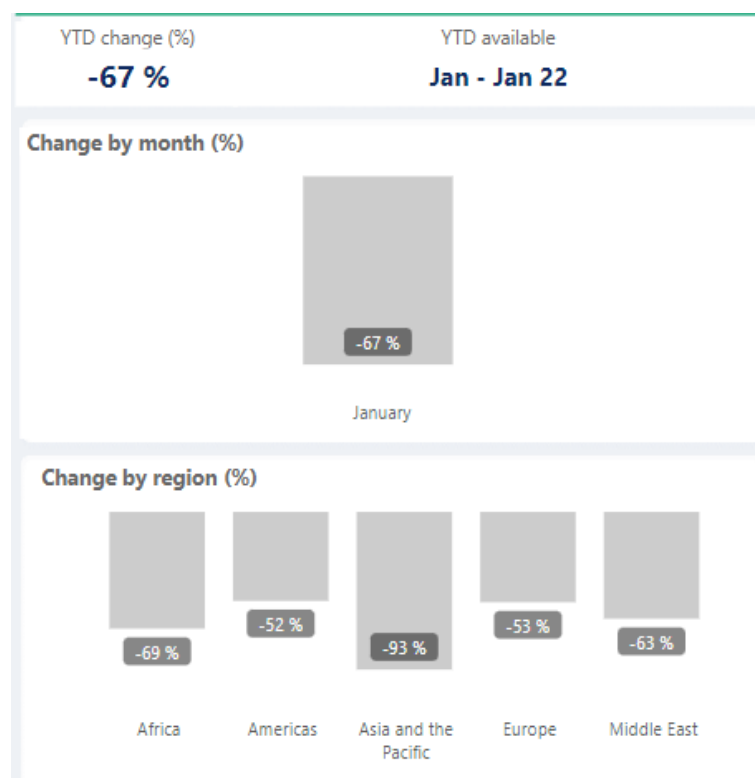 YTD change (%)
YTD available
-67 %
Jan - Jan 22
Change by month (%)
-67 %
January
Change by region (%)
-69 %
-52 %
-93 %
-53 %
-63 %
Africa
Americas
Asia and the
Pacific
Europe
Middle East